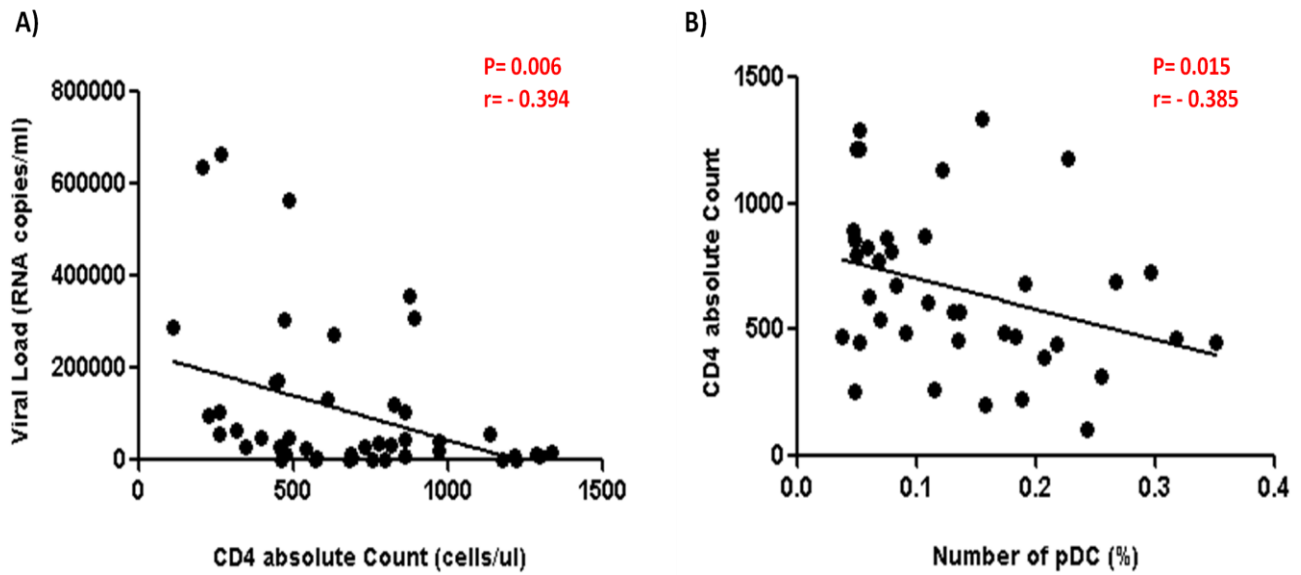 A)
P= 0.006
r= - 0.394
800000
600000
400000
200000
0
Viral Load (RNA copies/ml)
0 500 1000 1500
CD4 absolute Count (cells/ul)
B)
P= 0.015
r= - 0.385
1500
1000
500
0
CD4 absolute Count
0.0 0.1 0.2 0.3 0.4
Number of pDC (%)